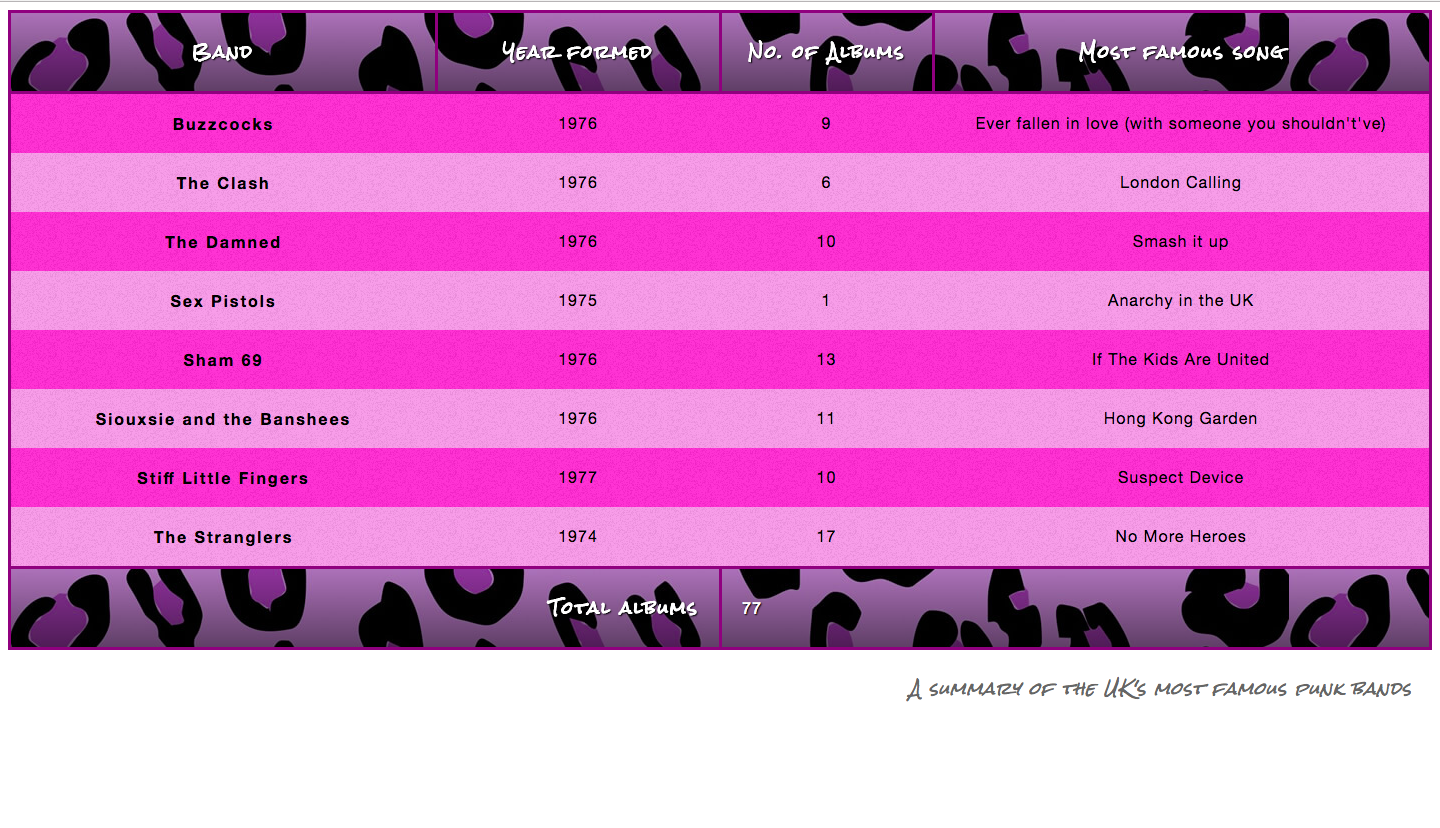 Band Year formed No. of Albums Most famous song
Buzzcocks 1976 9 Ever fallen in love (with someone you shouldn't've)
The Clash 1976 6 London Calling
The Damned 1976 10 Smash it up
Sex Pistols 1975 1 Anarchy in the UK
Sham 69 1976 13 If The Kids Are United
Siouxsie and the Banshees 1976 11 Hong Kong Garden
Stiff Little Fingers 1977 10 Suspect Device
The Stranglers 1974 17 No More Heroes
Total albums 77
A summary of the UK's most famous punk bands